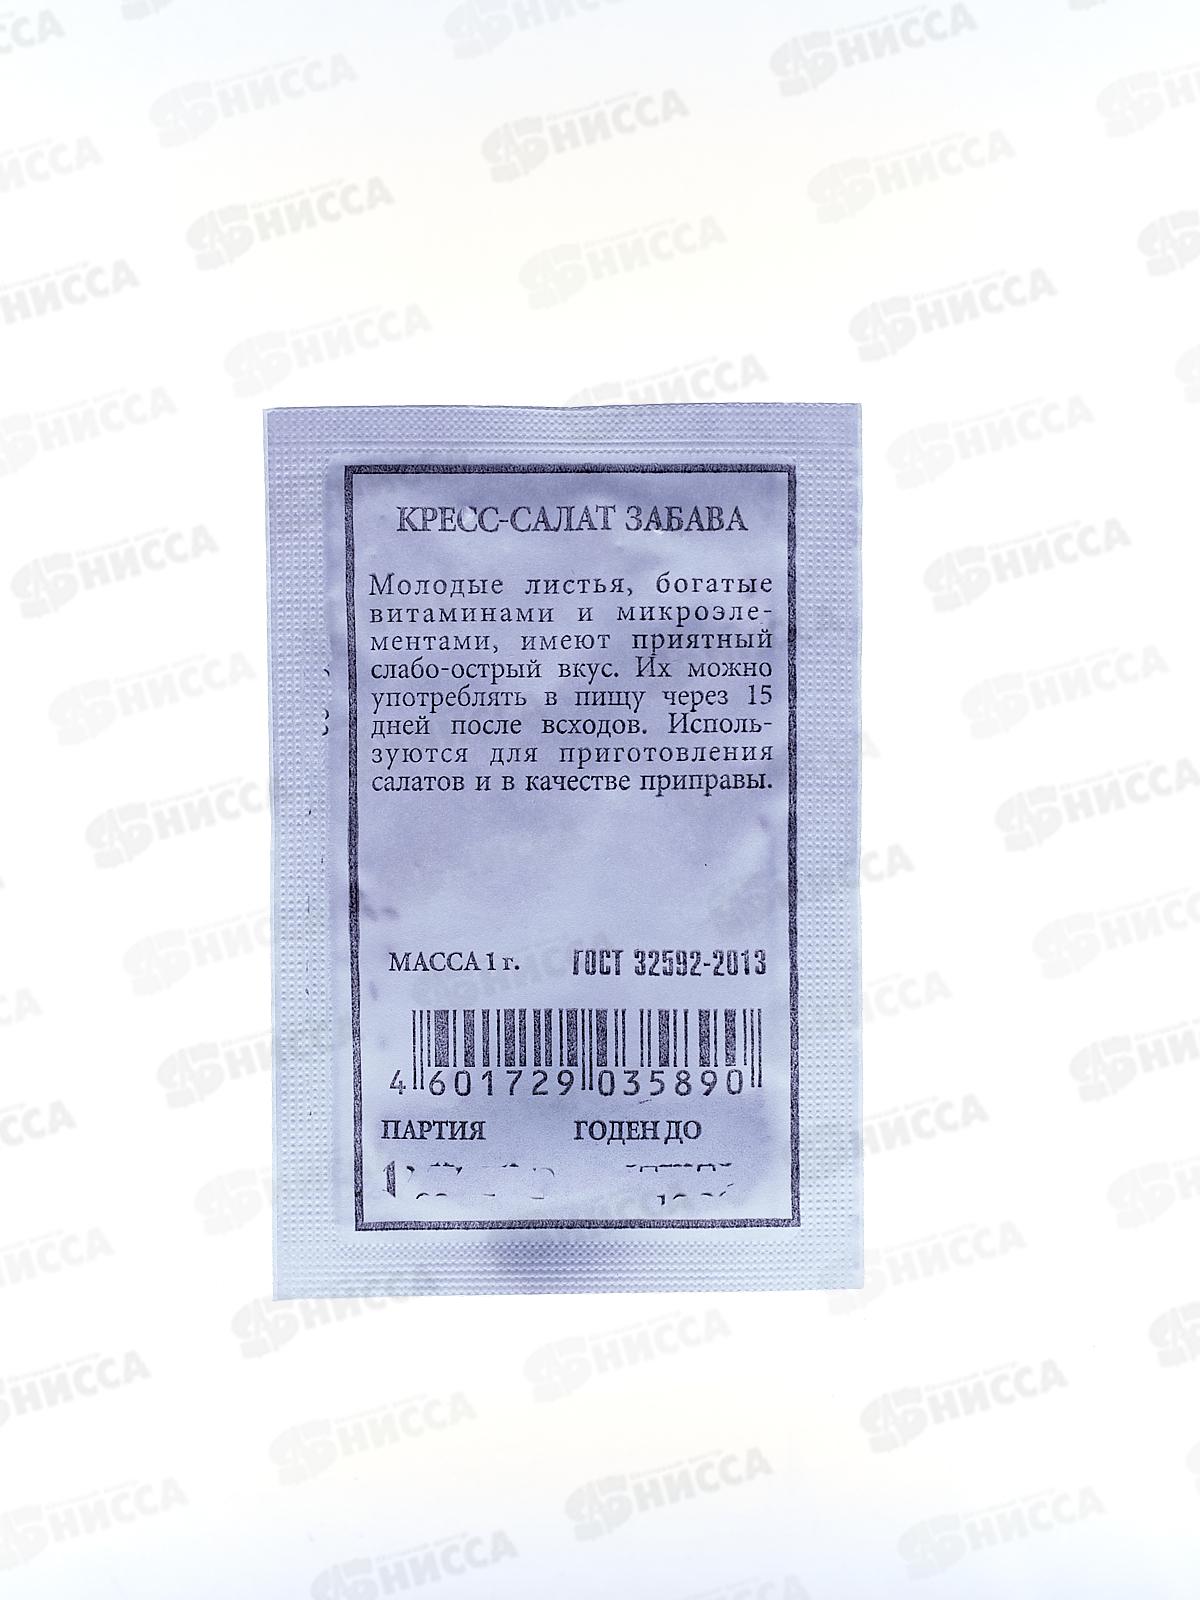 КРЕСС-САЛАТ ЗАБАВА
Молодые листья, богатые
витаминами и микроэле-
ментами, имеют приятный
слабо-острый вкус. Их можно
употреблять в пищу через 15
дней после всходов. Исполь-
зуются для приготовления
салатов и в качестве приправы.
МАССА 1 г. ГОСТ 32592-2013
4 601729 035890
ПАРТИЯ ГОДЕН ДО
НИССА